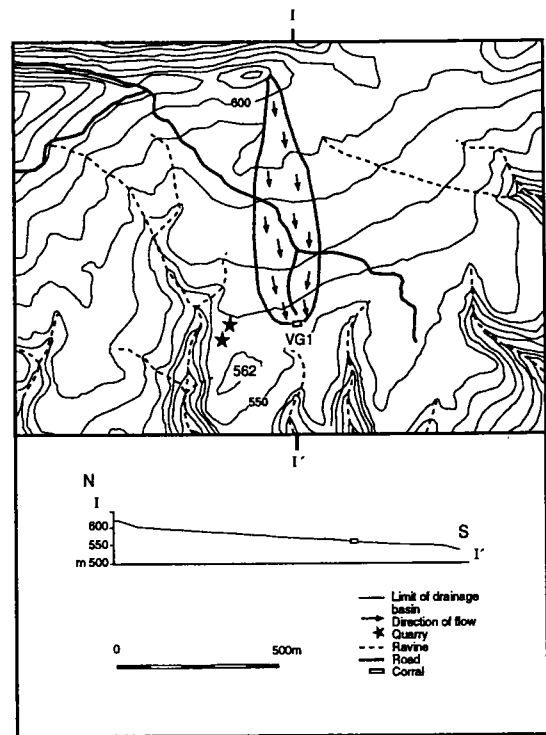 I
600
VG1
562
550
I´
N
I
600
550
m 500
S
I´
Limit of drainage
basin
Direction of flow
Quarry
Ravine
Road
Corral
0
500m